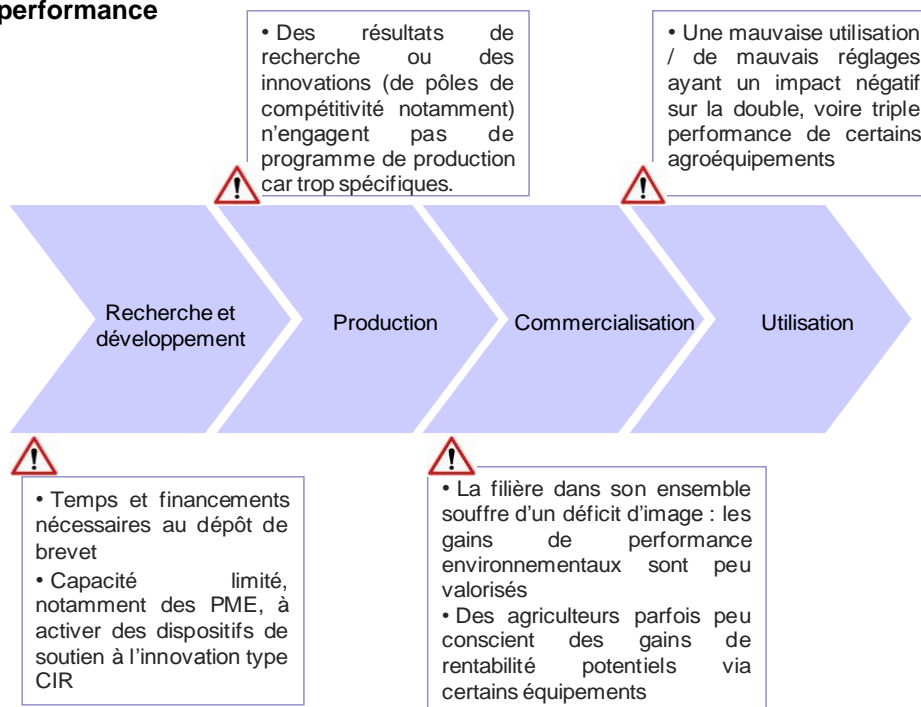 performance
• Des résultats de
recherche ou des
innovations (de pôles de
compétitivité notamment)
n'engagent pas de
programme de production
car trop spécifiques.
• Une mauvaise utilisation
/ de mauvais réglages
ayant un impact négatif
sur la double, voire triple
performance de certains
agroéquipements
Recherche et
développement
Production
Commercialisation
Utilisation
• Temps et financements
nécessaires au dépôt de
brevet
• Capacité limité,
notamment des PME, à
activer des dispositifs de
soutien à l'innovation type
CIR
• La filière dans son ensemble
souffre d'un déficit d'image : les
gains de performance
environnementaux sont peu
valorisés
• Des agriculteurs parfois peu
conscient des gains de
rentabilité potentiels via
certains équipements